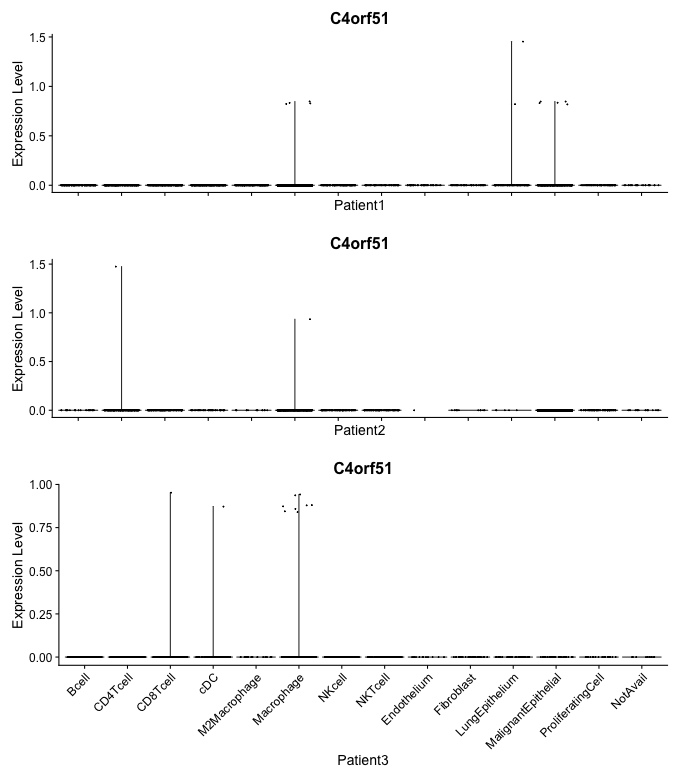 C4orf51
Expression Level
1.5
1.0
0.5
0.0
Patient1
C4orf51
Expression Level
1.5
1.0
0.5
0.0
Patient2
C4orf51
Expression Level
1.00
0.75
0.50
0.25
0.00
Bcell
CD4Tcell
CD8Tcell
cDC
M2Macrophage
Macrophage
NKcell
NKTcell
Endothelium
Fibroblast
LungEpithelium
MalignantEpithelial
ProliferatingCell
NotAvail
Patient3